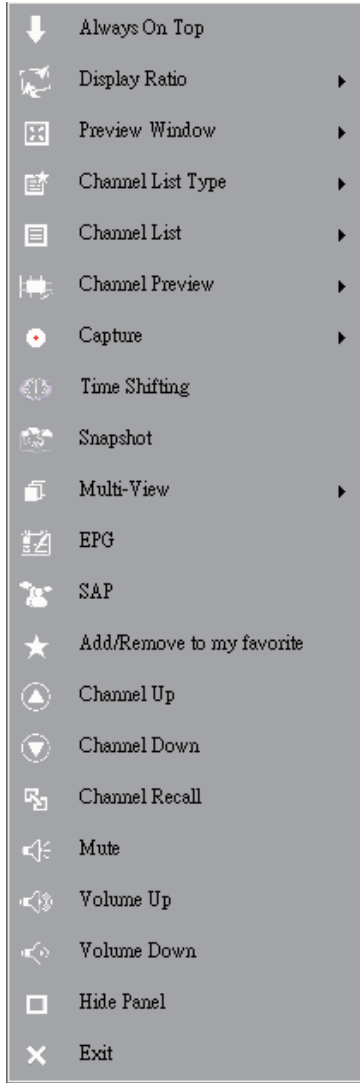 Always On Top
Display Ratio
Preview Window
Channel List Type
Channel List
Channel Preview
Capture
Time Shifting
Snapshot
Multi-View
EPG
SAP
Add/Remove to my favorite
Channel Up
Channel Down
Channel Recall
Mute
Volume Up
Volume Down
Hide Panel
Exit